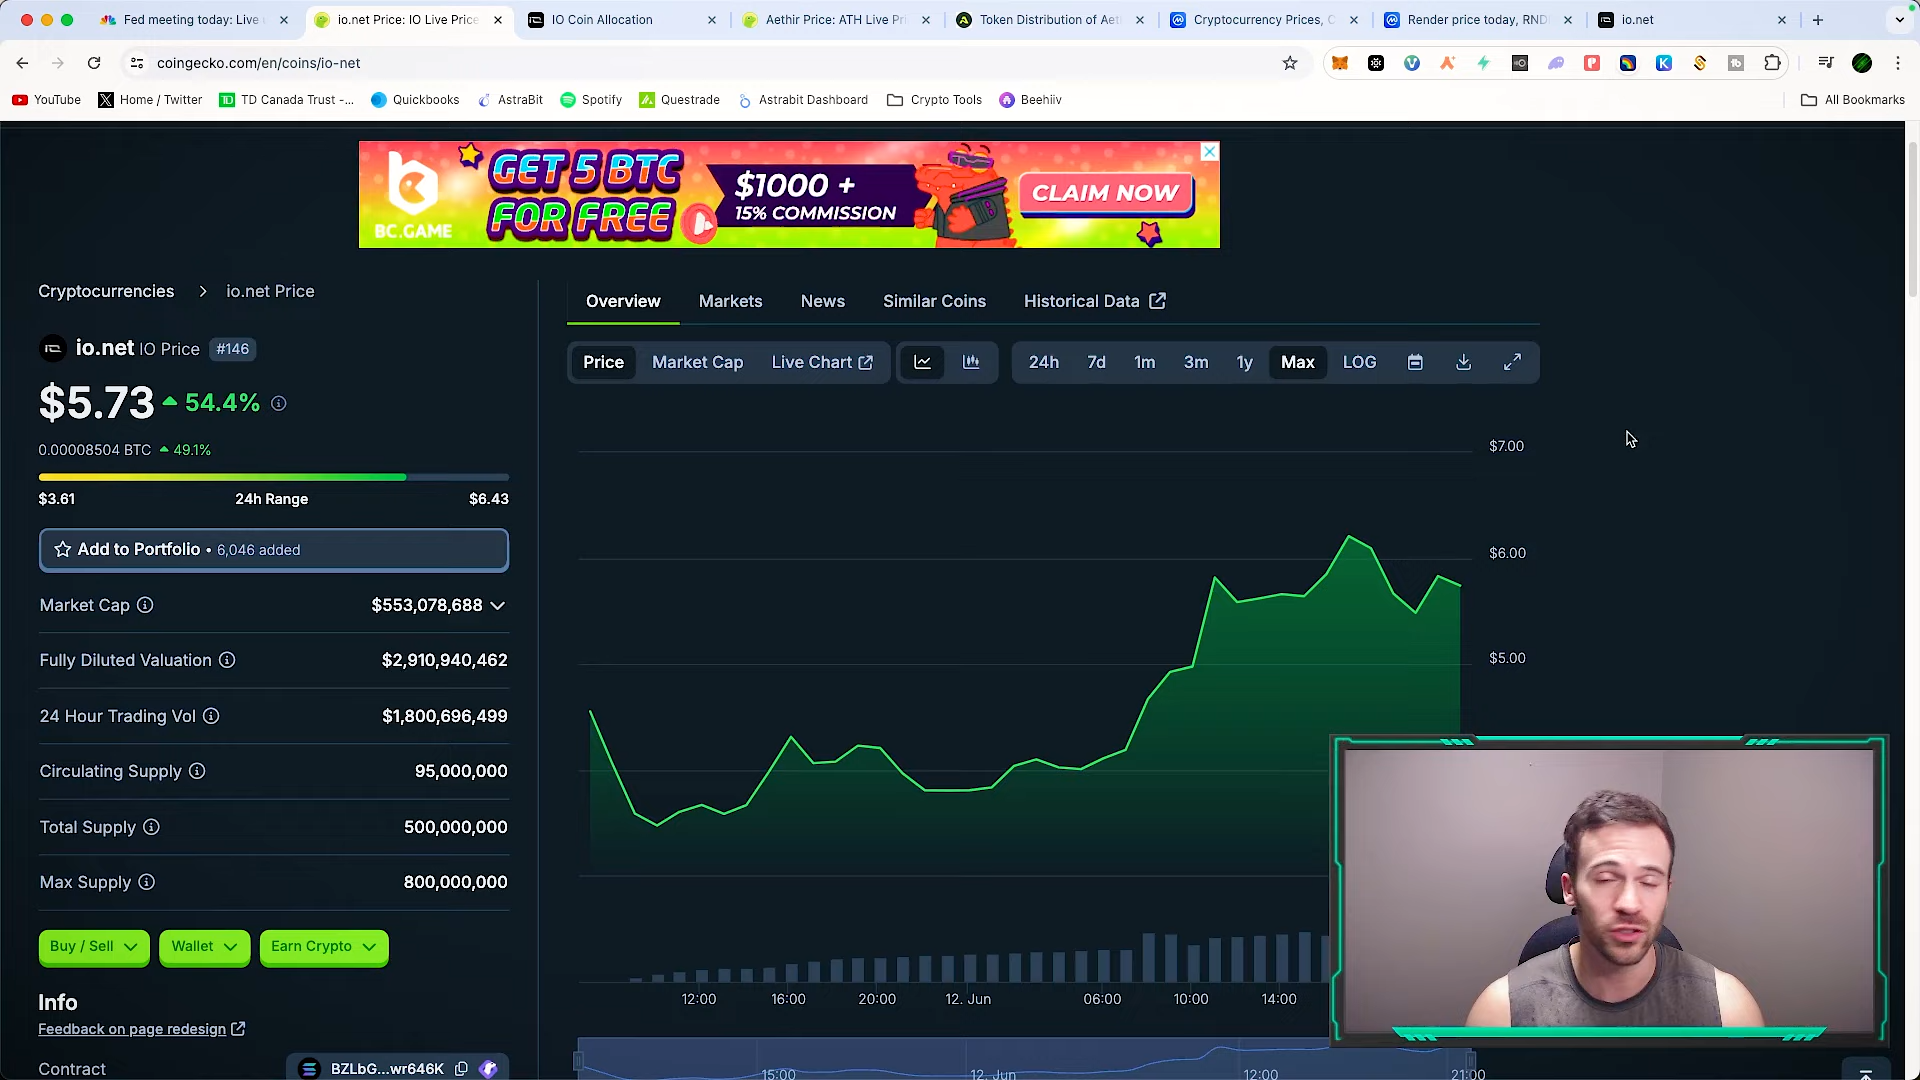 Fed meeting today: Live
io.net Price: IO Live Price
IO Coin Allocation
Aethir Price: ATH Live Pri
Token Distribution of Aet
Cryptocurrency Prices, C
Render price today, RND
io.net
coingecko.com/en/coins/io-net
YouTube
Home / Twitter
TD Canada Trust -...
Quickbooks
AstraBit
Spotify
Questrade
Astrabit Dashboard
Crypto Tools
Beehiiv
All Bookmarks
BC.GAME
GET 5 BTC
FOR FREE
$1000 +
15% COMMISSION
CLAIM NOW
Cryptocurrencies > io.net Price
io.net IO Price #146
$5.73 54.4%
0.00008504 BTC 49.1%
$3.61 24h Range $6.43
Add to Portfolio • 6,046 added
Market Cap $553,078,688
Fully Diluted Valuation $2,910,940,462
24 Hour Trading Vol $1,800,696,499
Circulating Supply 95,000,000
Total Supply 500,000,000
Max Supply 800,000,000
Buy / Sell
Wallet
Earn Crypto
Info
Feedback on page redesign
Contract BZLbG...wr646K
Overview Markets News Similar Coins Historical Data
Price Market Cap Live Chart 24h 7d 1m 3m 1y Max LOG
$7.00
$6.00
$5.00
12:00 16:00 20:00 12. Jun 06:00 10:00 14:00
15:00 12. Jun 12:00 21:00